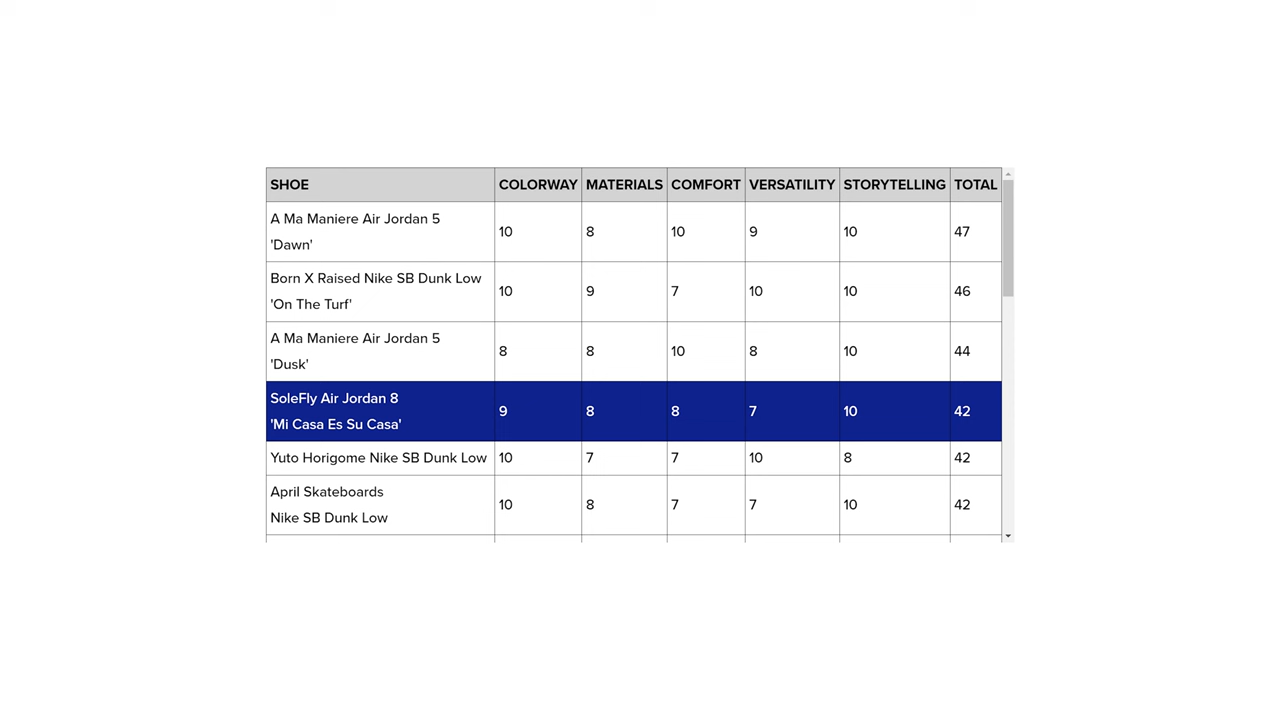 SHOE COLORWAY MATERIALS COMFORT VERSATILITY STORYTELLING TOTAL
A Ma Maniere Air Jordan 5
'Dawn' 10 8 10 9 10 47
Born X Raised Nike SB Dunk Low
'On The Turf' 10 9 7 10 10 46
A Ma Maniere Air Jordan 5
'Dusk' 8 8 10 8 10 44
SoleFly Air Jordan 8
'Mi Casa Es Su Casa' 9 8 8 7 10 42
Yuto Horigome Nike SB Dunk Low 10 7 7 10 8 42
April Skateboards
Nike SB Dunk Low 10 8 7 7 10 42